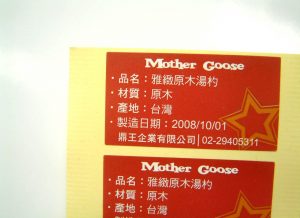 Mother Goose
·品名：雅緻原木湯杓
·材質：原木
·產地：台灣
·製造日期：2008/10/01
鼎王企業有限公司|02-29405311
Mother Goose
·品名：雅緻原木湯杓
·材質：原木
·產地：台灣